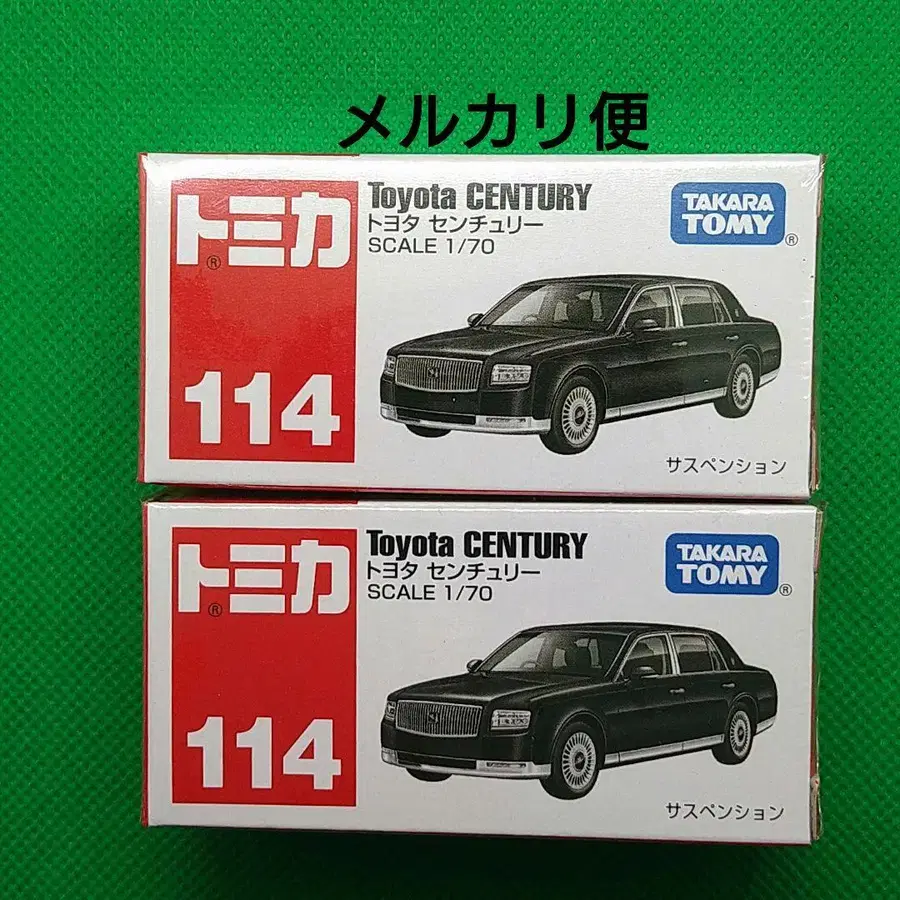 メルカリ便
トミカ®
114
Toyota CENTURY
トヨタ センチュリー
SCALE 1/70
TAKARA
TOMY®
サスペンション
トミカ®
114
Toyota CENTURY
トヨタ センチュリー
SCALE 1/70
TAKARA
TOMY®
サスペンション